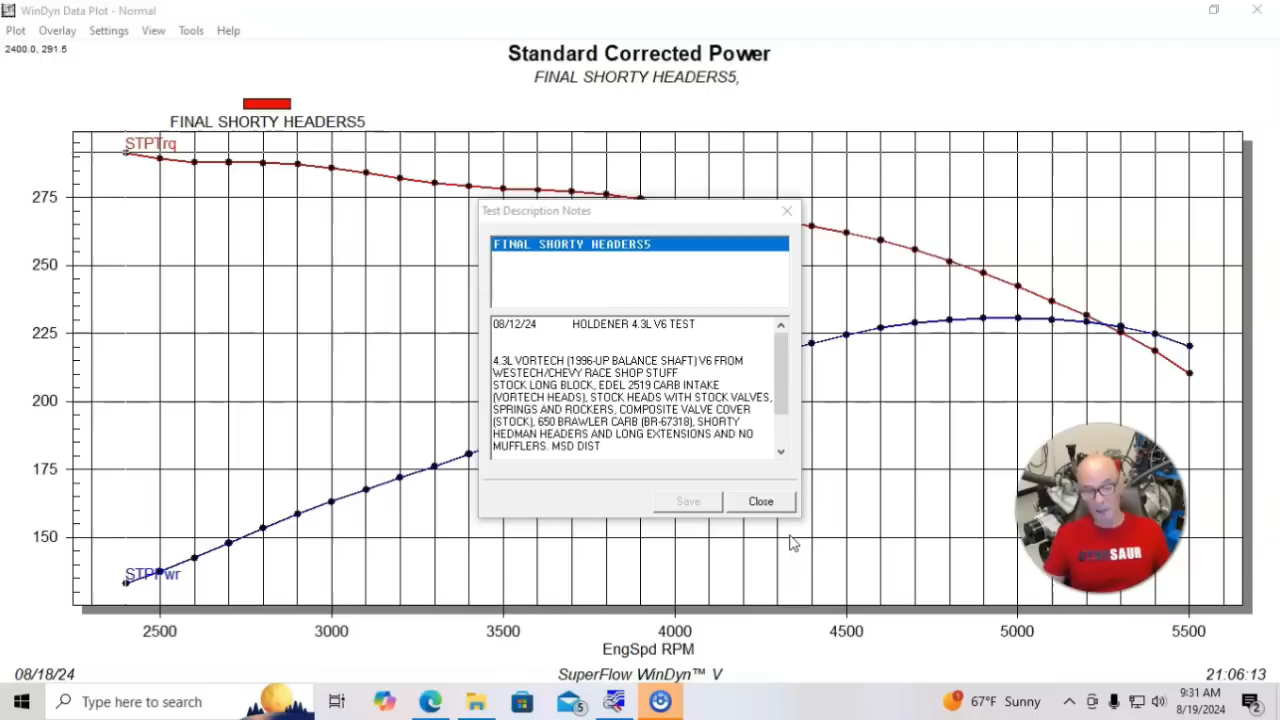 WinDyn Data Plot - Normal
Plot Overlay Settings View Tools Help
2400.0, 291.5
Standard Corrected Power
FINAL SHORTY HEADERS5,
FINAL SHORTY HEADERS5
STPTrq
275
250
225
200
175
150
STPPwr
Test Description Notes
FINAL SHORTY HEADERS5
08/12/24 HOLDENER 4.3L V6 TEST
4.3L VORTECH (1996-UP BALANCE SHAFT) V6 FROM
WESTECH/CHEVY RACE SHOP STUFF
STOCK LONG BLOCK, EDEL 2519 CARB INTAKE
(VORTECH HEADS), STOCK HEADS WITH STOCK VALVES,
SPRINGS AND ROCKERS, COMPOSITE VALVE COVER
(STOCK), 650 BRAWLER CARB (BR-67318), SHORTY
HEDMAN HEADERS AND LONG EXTENSIONS AND NO
MUFFLERS. MSD DIST
Save Close
2500 3000 3500 4000 4500 5000 5500
EngSpd RPM
08/18/24 SuperFlow WinDyn™ V 21:06:13
Type here to search
5
67°F Sunny
9:31 AM
8/19/2024
2